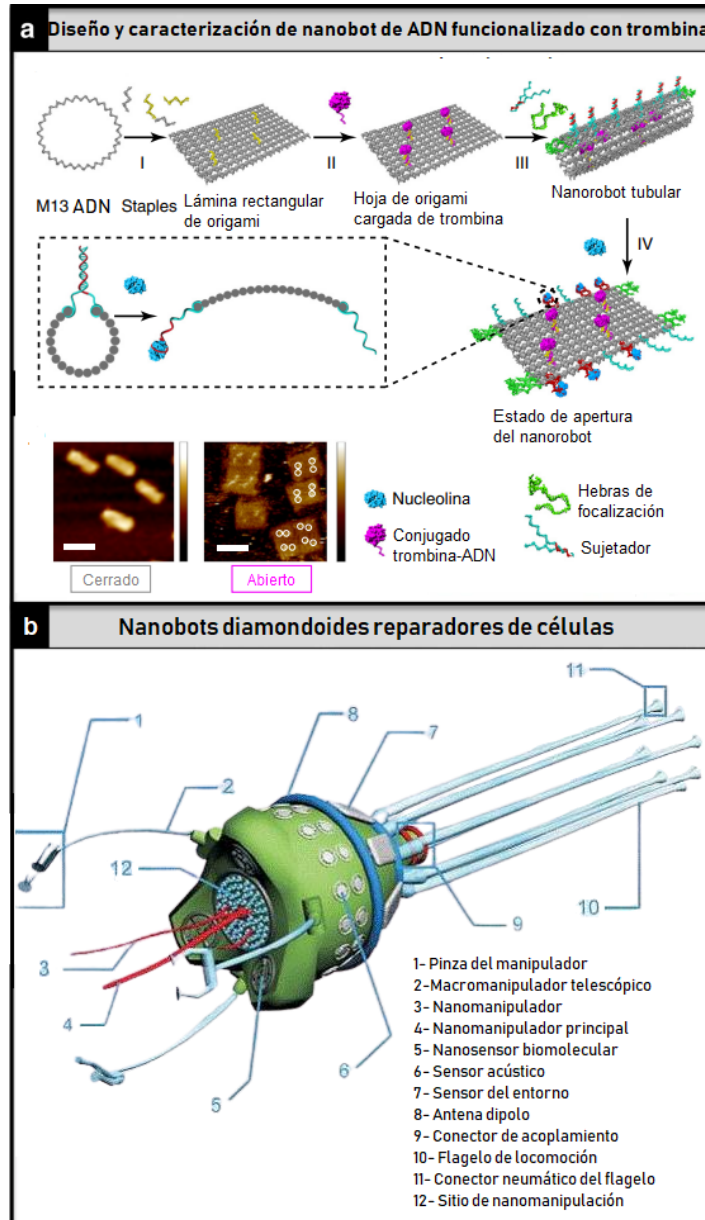 a Diseño y caracterización de nanobot de ADN funcionalizado con trombina
I
II
III
M13 ADN Staples
Lámina rectangular
de origami
Hoja de origami
cargada de trombina
Nanorobot tubular
IV
Estado de apertura
del nanorobot
Cerrado
Abierto
Nucleolina
Conjugado
trombina-ADN
Hebras de
focalización
Sujetador
b Nanobots diamondoides reparadores de células
1
2
3
4
5
6
7
8
9
10
11
12
1- Pinza del manipulador
2-Macromanipulador telescópico
3- Nanomanipulador
4- Nanomanipulador principal
5- Nanosensor biomolecular
6- Sensor acústico
7- Sensor del entorno
8- Antena dipolo
9- Conector de acoplamiento
10- Flagelo de locomoción
11- Conector neumático del flagelo
12- Sitio de nanomanipulación